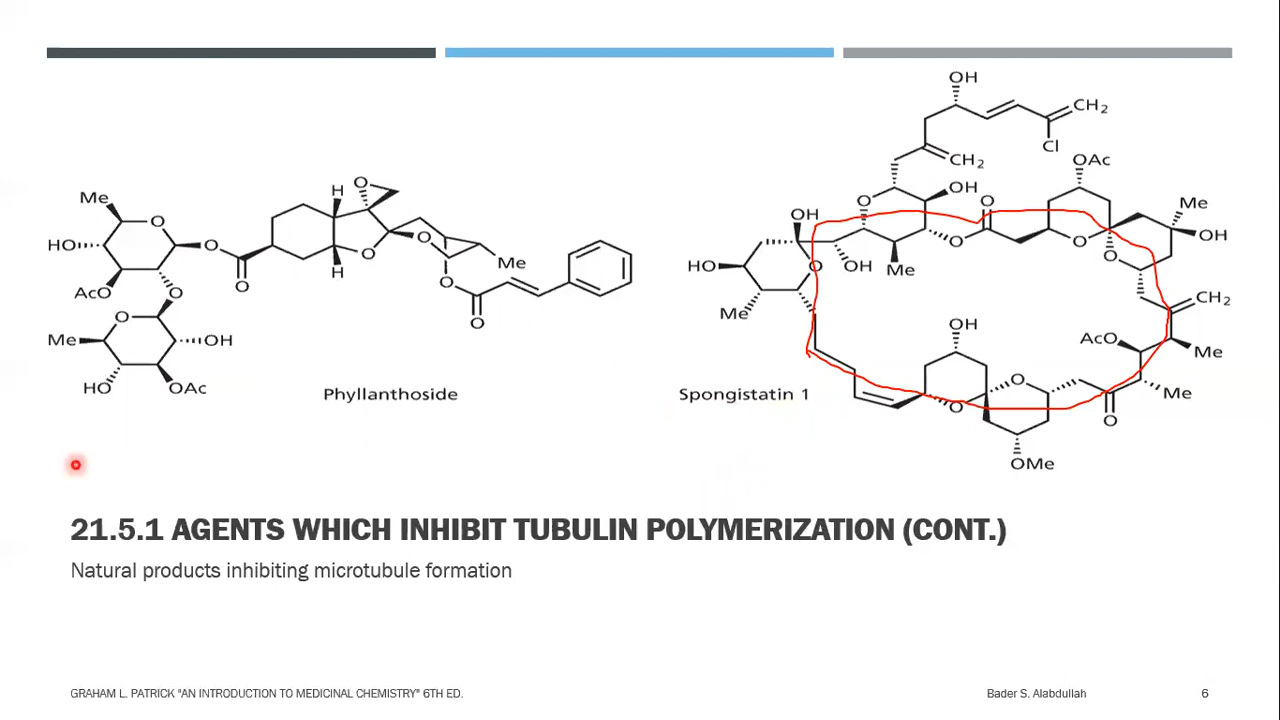 OH
CH₂
Cl
CH₂
OAc
Me
O
HO
O
AcO
O
O
O
H
H
O
O
O
Me
O
O
Me
O
OH
HO
OAc
Phyllanthoside
OH
O
OH
O
O
O
O
Me
OH
HO
O
OH
Me
Me
CH₂
AcO
Me
Me
OH
O
O
O
OMe
Spongistatin 1
21.5.1 AGENTS WHICH INHIBIT TUBULIN POLYMERIZATION (CONT.)
Natural products inhibiting microtubule formation
GRAHAM L. PATRICK "AN INTRODUCTION TO MEDICINAL CHEMISTRY" 6TH ED.
Bader S. Alabdullah
6